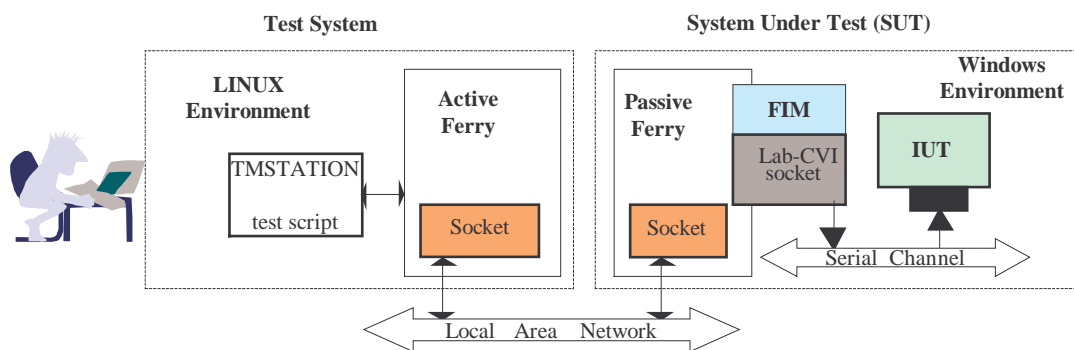 Test System
System Under Test (SUT)
LINUX
Environment
Active
Ferry
TMSTATION
test script
Socket
Passive
Ferry
FIM
Lab-CVI
socket
Windows
Environment
IUT
Socket
Serial Channel
Local Area Network